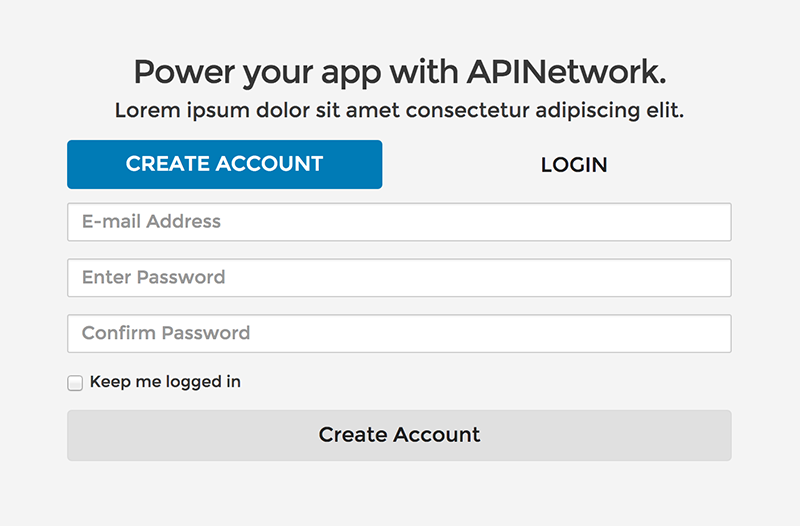 Power your app with APINetwork.
Lorem ipsum dolor sit amet consectetur adipiscing elit.
CREATE ACCOUNT LOGIN
E-mail Address
Enter Password
Confirm Password
Keep me logged in
Create Account